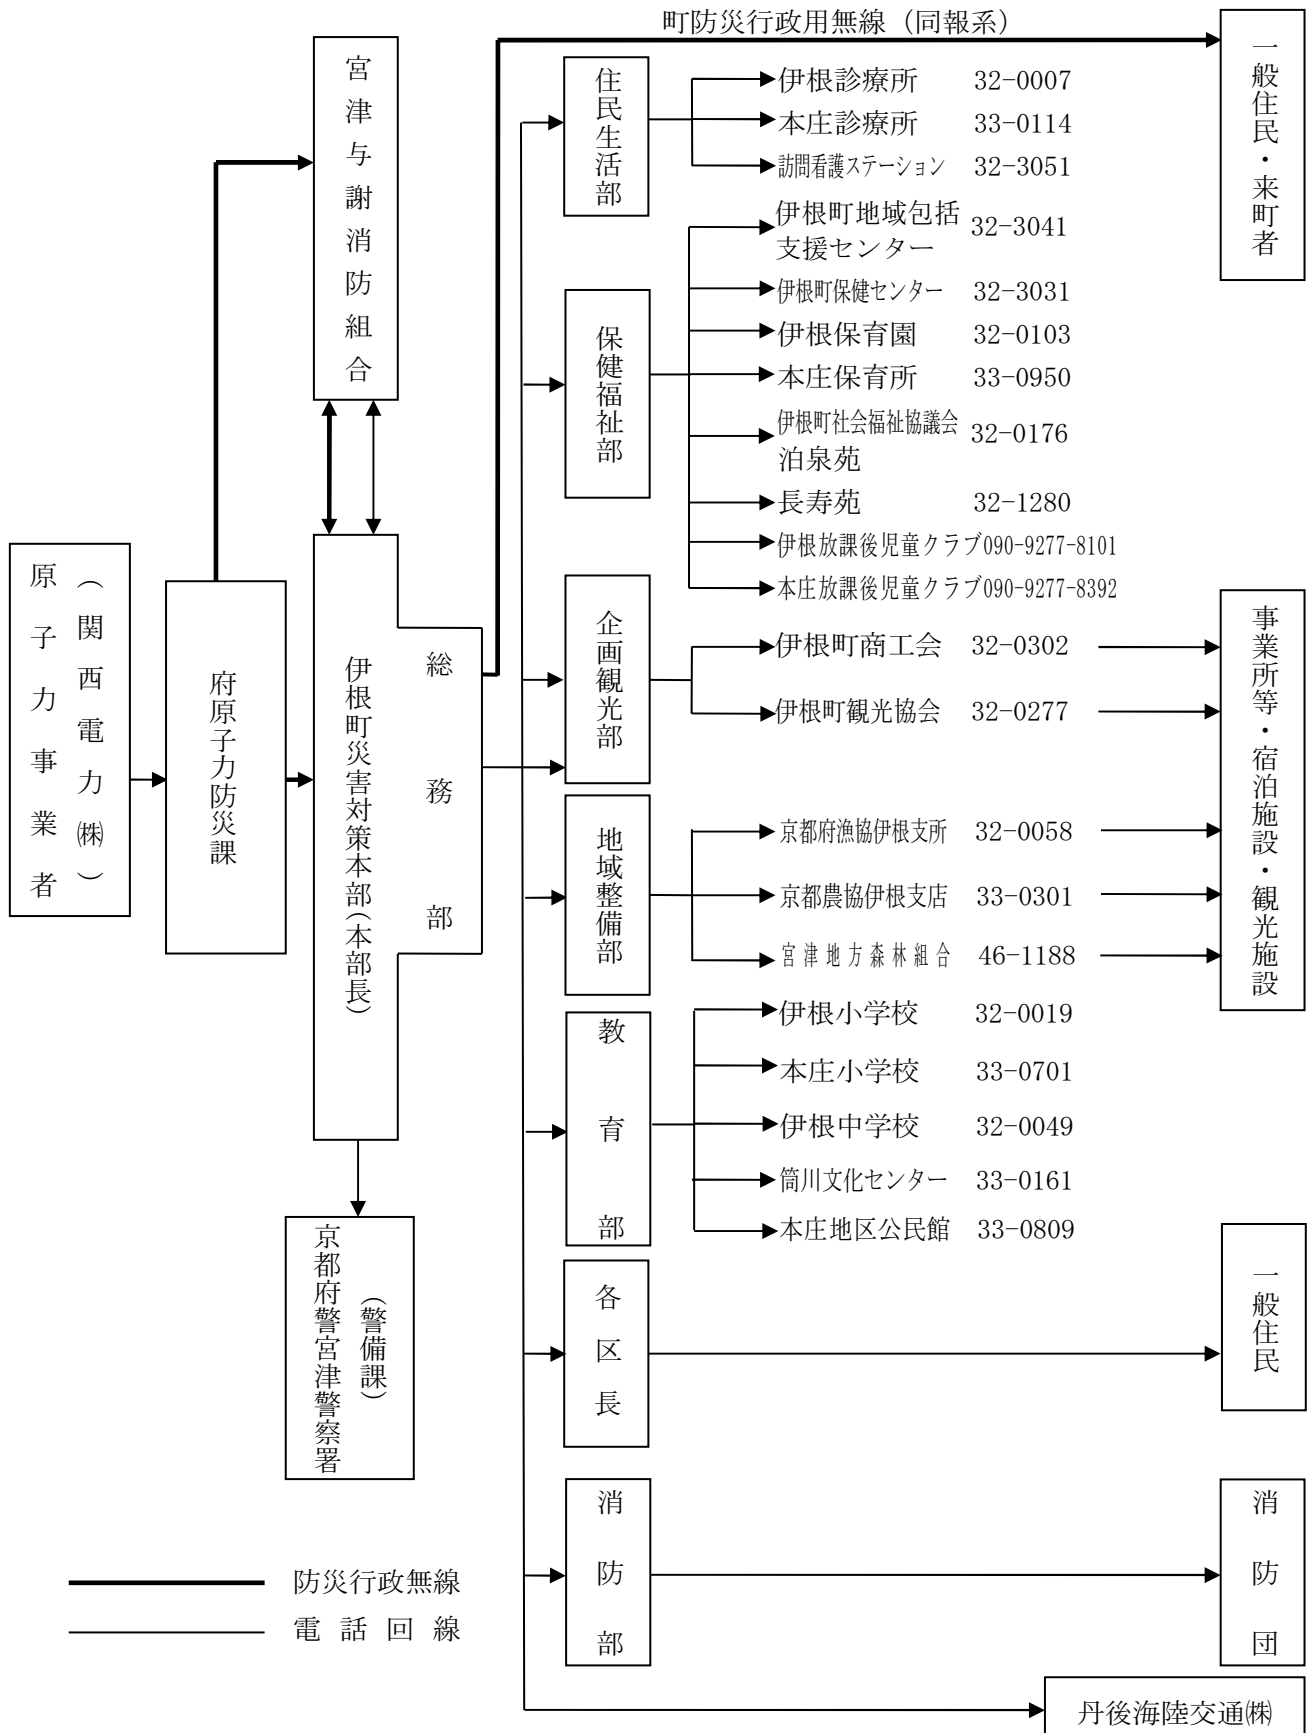 町防災行政用無線（同報系）
原子力事業者
（関西電力㈱）
府原子力防災課
宮津与謝消防組合
伊根町災害対策本部（本部長）
総務部
京都府警宮津警察署
（警備課）
住民生活部
伊根診療所 32-0007
本庄診療所 33-0114
訪問看護ステーション 32-3051
保健福祉部
伊根町地域包括
支援センター 32-3041
伊根町保健センター 32-3031
伊根保育園 32-0103
本庄保育所 33-0950
伊根町社会福祉協議会 32-0176
泊泉苑
長寿苑 32-1280
伊根放課後児童クラブ090-9277-8101
本庄放課後児童クラブ090-9277-8392
企画観光部
伊根町商工会 32-0302
伊根町観光協会 32-0277
地域整備部
京都府漁協伊根支所 32-0058
京都農協伊根支店 33-0301
宮津地方森林組合 46-1188
教育部
伊根小学校 32-0019
本庄小学校 33-0701
伊根中学校 32-0049
筒川文化センター 33-0161
本庄地区公民館 33-0809
各区長
消防部
一般住民・来町者
事業所等・宿泊施設・観光施設
一般住民
消防団
丹後海陸交通㈱
防災行政無線
電話回線